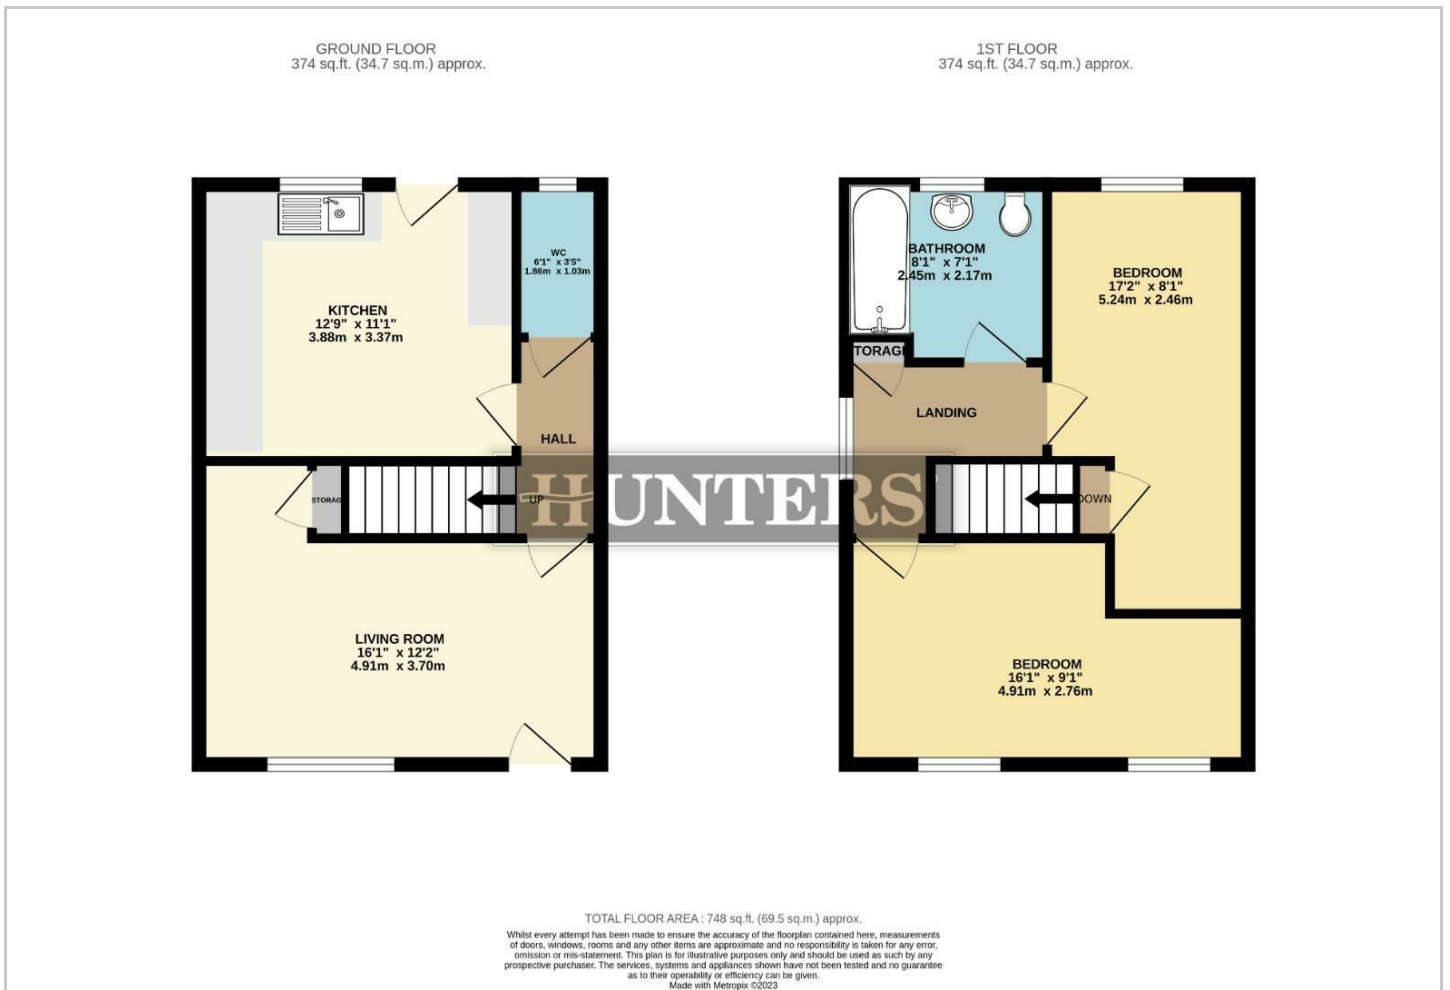 GROUND FLOOR
374 sq.ft. (34.7 sq.m.) approx.
1ST FLOOR
374 sq.ft. (34.7 sq.m.) approx.
KITCHEN
12'9" x 11'1"
3.88m x 3.37m
WC
6'1" x 3'5"
1.86m x 1.03m
HALL
STORAG
UP
LIVING ROOM
16'1" x 12'2"
4.91m x 3.70m
BATHROOM
8'1" x 7'1"
2.45m x 2.17m
TORAG
LANDING
BEDROOM
17'2" x 8'1"
5.24m x 2.46m
DOWN
BEDROOM
16'1" x 9'1"
4.91m x 2.76m
HUNTERS
TOTAL FLOOR AREA : 748 sq.ft. (69.5 sq.m.) approx.
Whilst every attempt has been made to ensure the accuracy of the floorplan contained here, measurements
of doors, windows, rooms and any other items are approximate and no responsibility is taken for any error,
omission or mis-statement. This plan is for illustrative purposes only and should be used as such by any
prospective purchaser. The services, systems and appliances shown have not been tested and no guarantee
as to their operability or efficiency can be given.
Made with Metropix ©2023